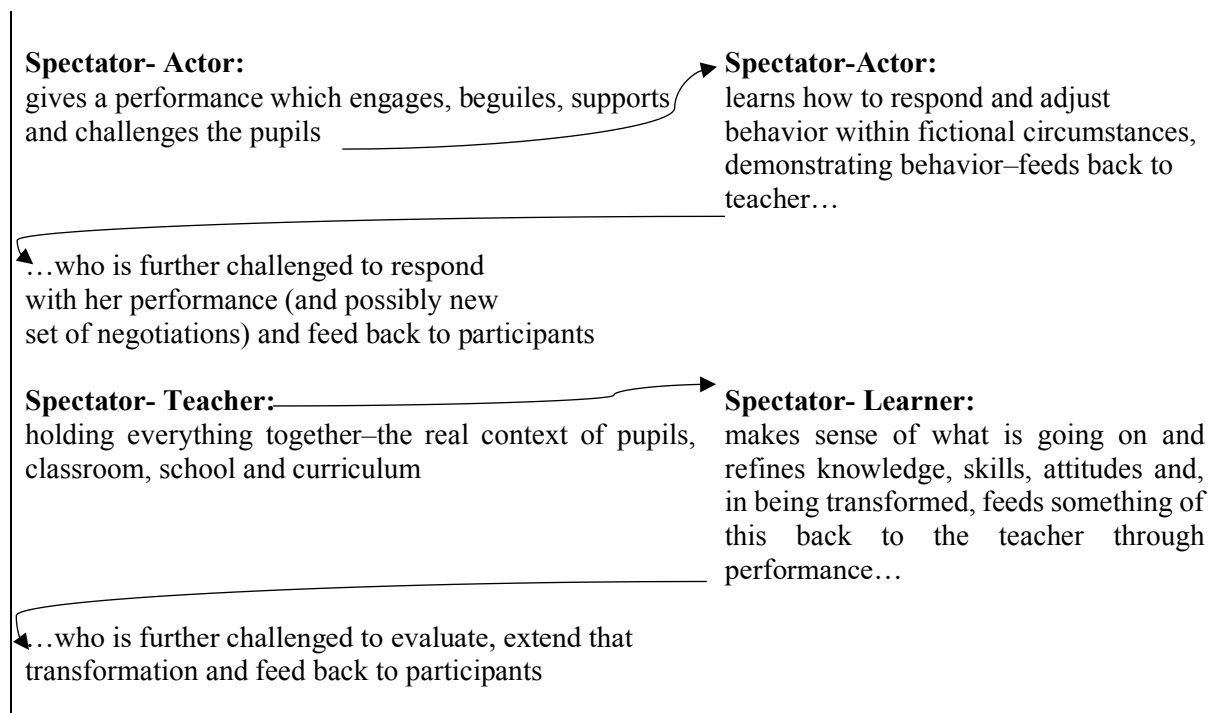 Spectator- Actor:
gives a performance which engages, beguiles, supports
and challenges the pupils
Spectator-Actor:
learns how to respond and adjust
behavior within fictional circumstances,
demonstrating behavior–feeds back to
teacher…
…who is further challenged to respond
with her performance (and possibly new
set of negotiations) and feed back to participants
Spectator- Teacher:
holding everything together–the real context of pupils,
classroom, school and curriculum
Spectator- Learner:
makes sense of what is going on and
refines knowledge, skills, attitudes and,
in being transformed, feeds something of
this back to the teacher through
performance…
…who is further challenged to evaluate, extend that
transformation and feed back to participants